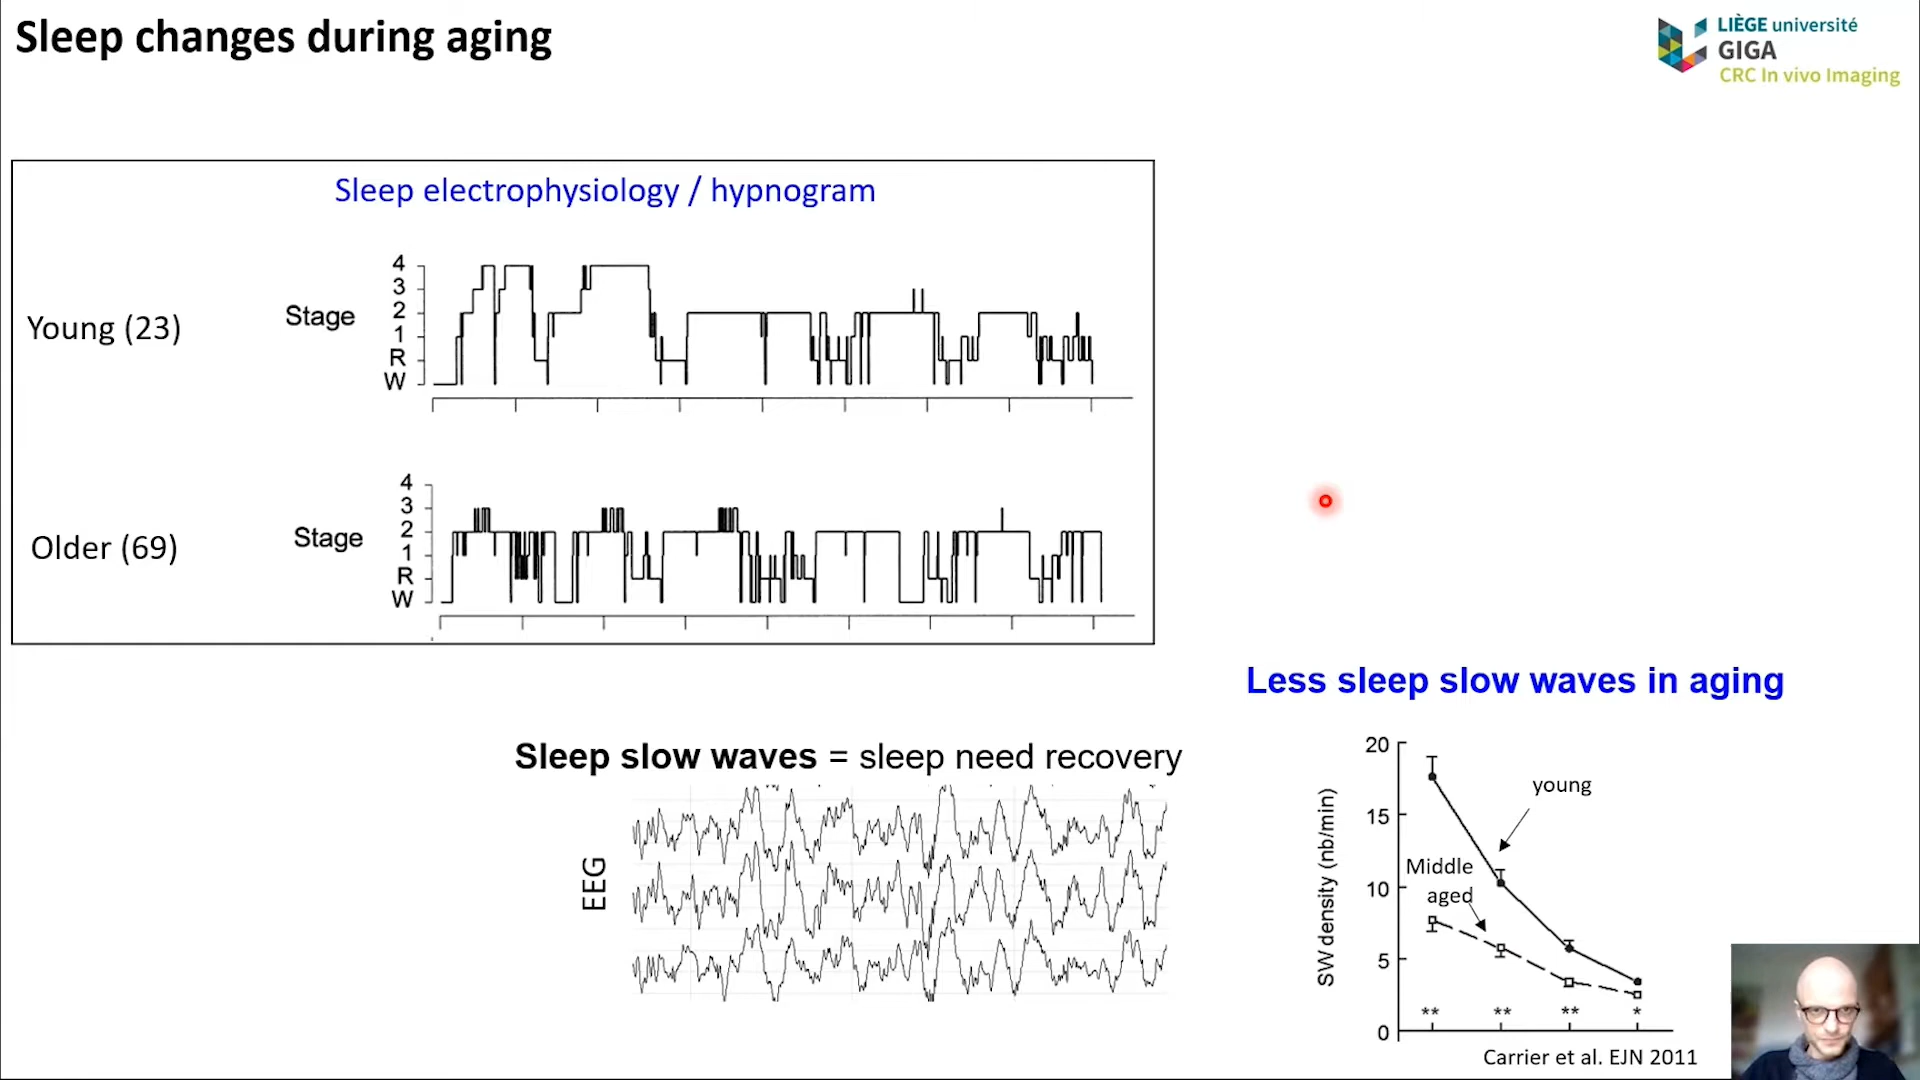 Sleep changes during aging
LIÈGE université
GIGA
CRC In vivo Imaging
Sleep electrophysiology / hypnogram
Young (23)
Stage
4
3
2
1
R
W
Older (69)
Stage
4
3
2
1
R
W
Less sleep slow waves in aging
Sleep slow waves = sleep need recovery
EEG
SW density (nb/min)
20
15
10
5
0
young
Middle
aged
** ** ** *
Carrier et al. EJN 2011